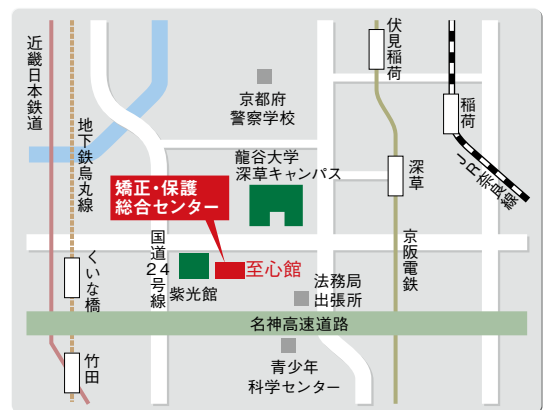 近畿日本鉄道
地下鉄烏丸線
伏見稲荷
稲荷
京都府
警察学校
龍谷大学
深草キャンパス
深草
JR奈良線
矯正・保護
総合センター
くいな橋
国道24号線
紫光館
至心館
法務局
出張所
京阪電鉄
名神高速道路
竹田
青少年
科学センター